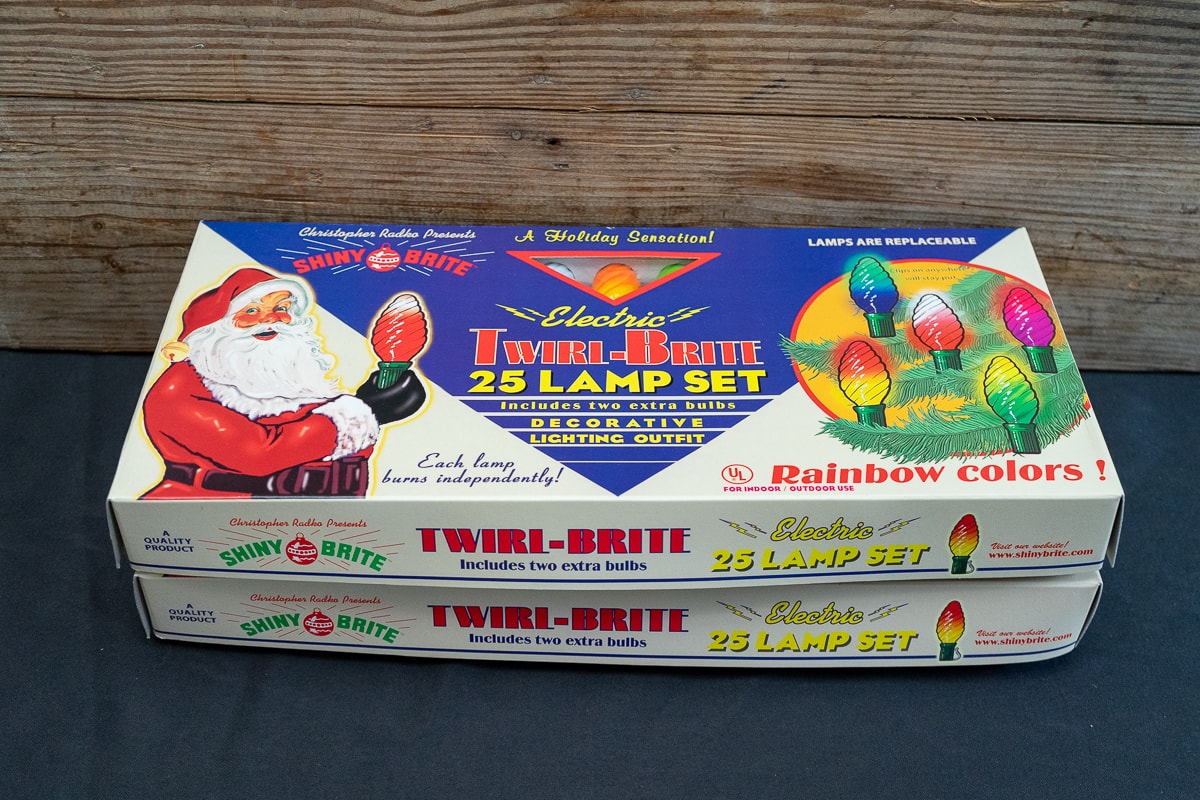 Christopher Radko Presents
SHINY BRITE
A Holiday Sensation!
LAMPS ARE REPLACEABLE
Electric
TWIRL-BRITE
25 LAMP SET
Includes two extra bulbs
DECORATIVE
LIGHTING OUTFIT
Each lamp
burns independently!
UL
Rainbow colors !
FOR INDOOR / OUTDOOR USE
A
QUALITY
PRODUCT
Christopher Radko Presents
SHINY BRITE
TWIRL-BRITE
Includes two extra bulbs
Electric
25 LAMP SET
Visit our website!
www.shinybrite.com
A
QUALITY
PRODUCT
Christopher Radko Presents
SHINY BRITE
TWIRL-BRITE
Includes two extra bulbs
Electric
25 LAMP SET
Visit our website!
www.shinybrite.com